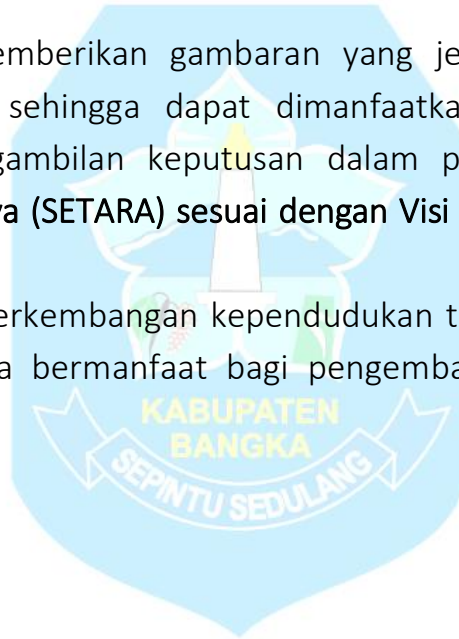 emberikan gambaran yang je
sehingga dapat dimanfaatka
gambilan keputusan dalam p
ya (SETARA) sesuai dengan Visi
erkembangan kependudukan t
a bermanfaat bagi pengemba
KABUPATEN
BANGKA
SEPINTU SEDULANG